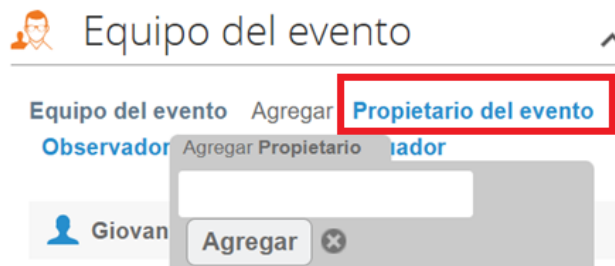 Equipo del evento
Equipo del evento Agregar Propietario del evento
Observador uador
Agregar Propietario
Giovan
Agregar